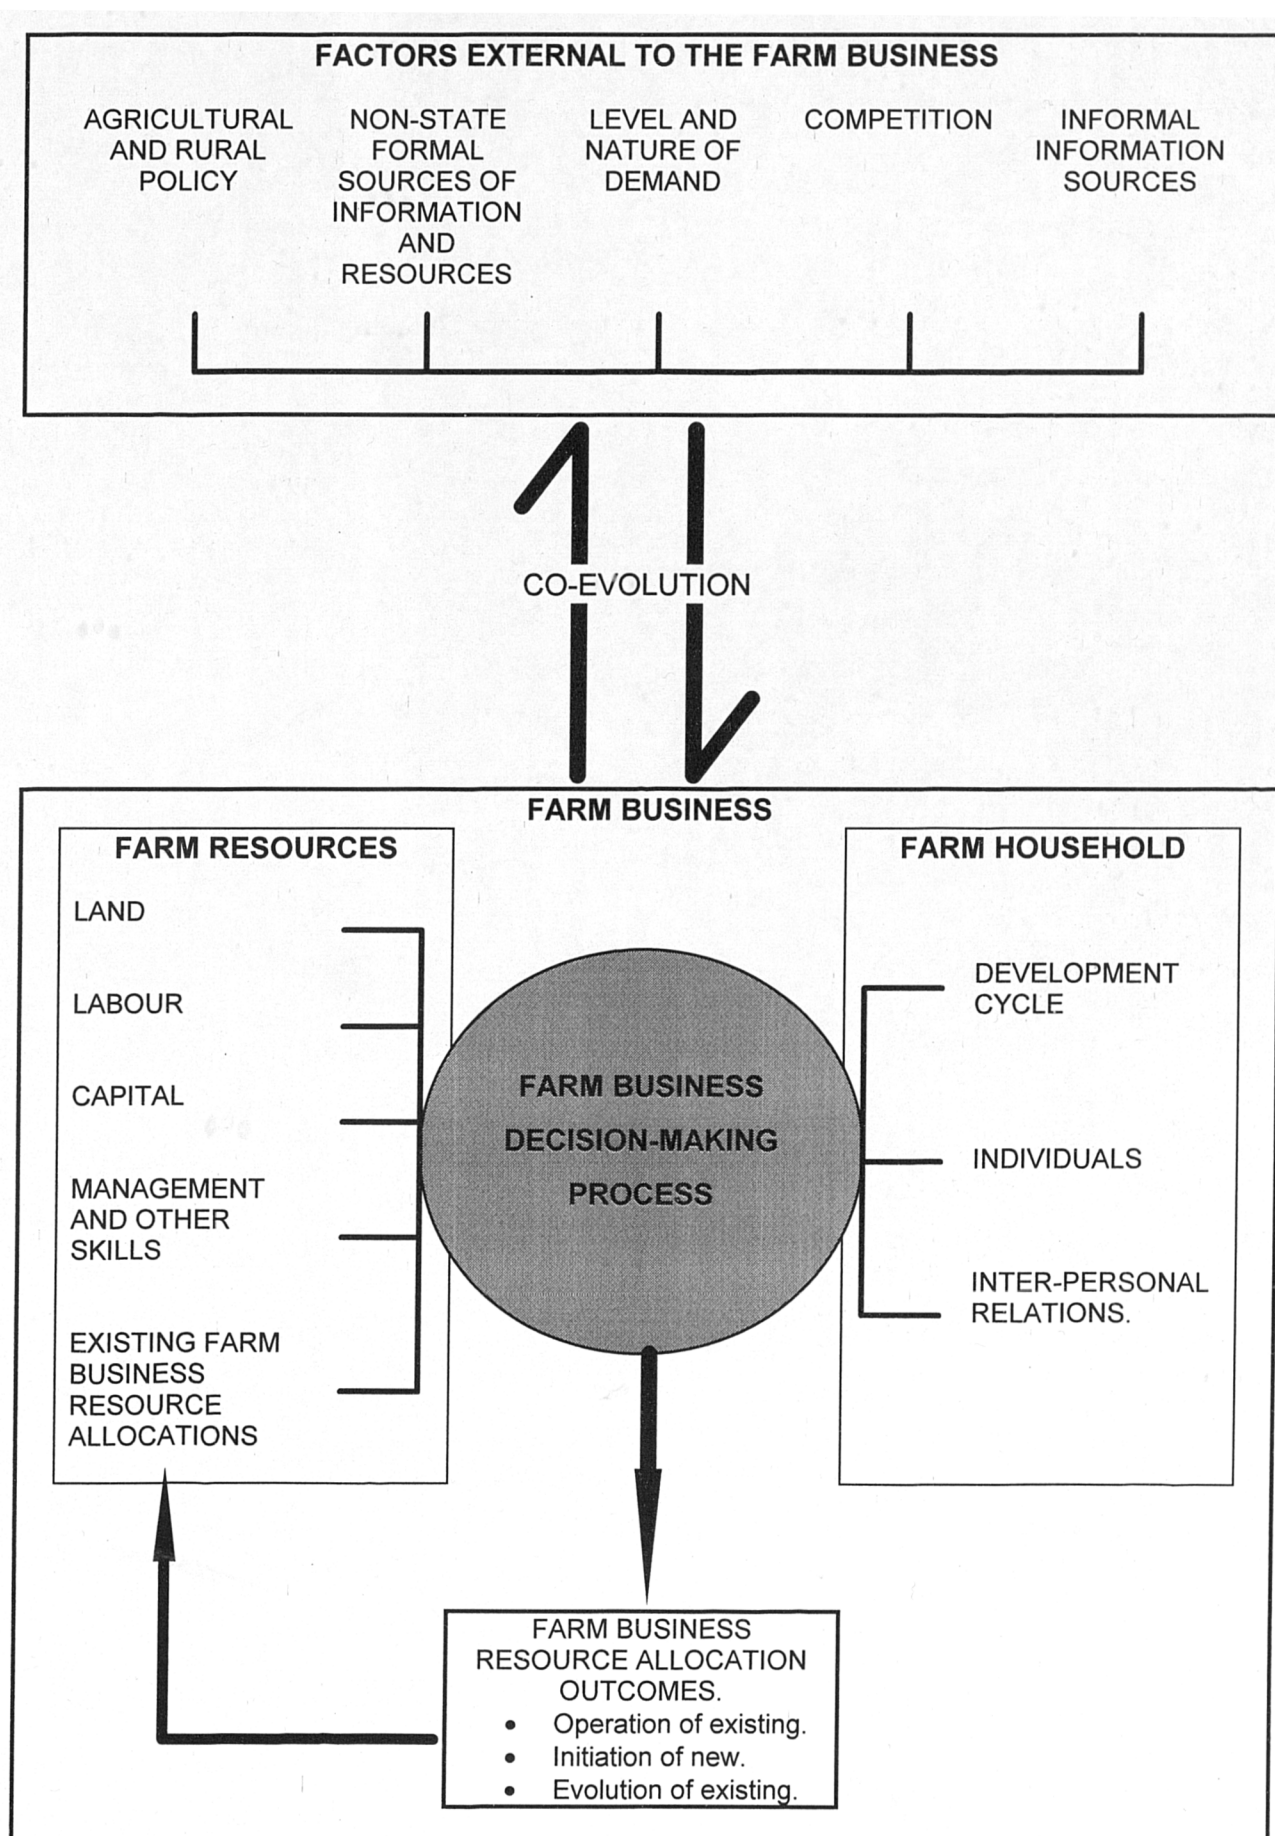 FACTORS EXTERNAL TO THE FARM BUSINESS
AGRICULTURAL
AND RURAL
POLICY
NON-STATE
FORMAL
SOURCES OF
INFORMATION
AND
RESOURCES
LEVEL AND
NATURE OF
DEMAND
COMPETITION
INFORMAL
INFORMATION
SOURCES
CO-EVOLUTION
FARM BUSINESS
FARM RESOURCES
LAND
LABOUR
CAPITAL
MANAGEMENT
AND OTHER
SKILLS
EXISTING FARM
BUSINESS
RESOURCE
ALLOCATIONS
FARM BUSINESS
DECISION-MAKING
PROCESS
FARM HOUSEHOLD
DEVELOPMENT
CYCLE
INDIVIDUALS
INTER-PERSONAL
RELATIONS.
FARM BUSINESS
RESOURCE ALLOCATION
OUTCOMES.
• Operation of existing.
• Initiation of new.
• Evolution of existing.